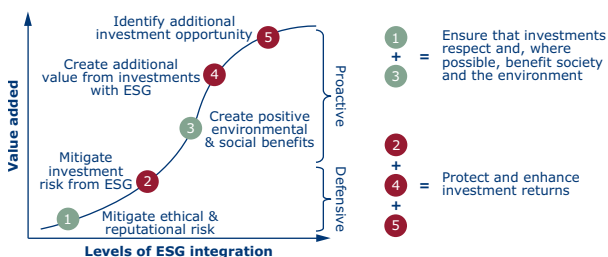 Identify additional
investment opportunity
5
Create additional
value from investments
with ESG
4
3
Create positive
environmental
& social benefits
Mitigate
investment
risk from ESG
2
1
Mitigate ethical &
reputational risk
Value added
Levels of ESG integration
Proactive
Defensive
1
+
3
=
Ensure that investments
respect and, where
possible, benefit society
and the environment
2
+
4
+
5
=
Protect and enhance
investment returns